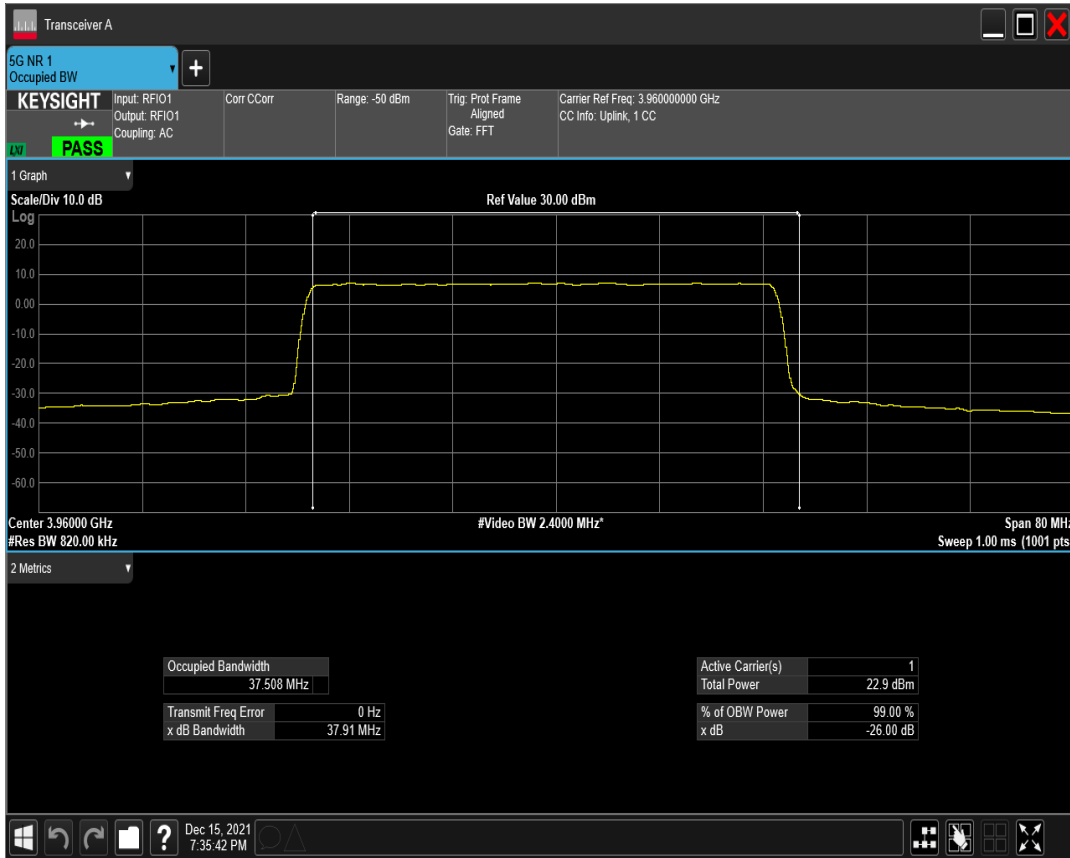 Transceiver A
5G NR 1
Occupied BW
KEYSIGHT
LXI
PASS
Input: RFIO1
Output: RFIO1
Coupling: AC
Corr CCorr
Range: -50 dBm
Trig: Prot Frame
Aligned
Gate: FFT
Carrier Ref Freq: 3.960000000 GHz
CC Info: Uplink, 1 CC
1 Graph
Scale/Div 10.0 dB
Ref Value 30.00 dBm
Log
20.0
10.0
0.00
-10.0
-20.0
-30.0
-40.0
-50.0
-60.0
Center 3.96000 GHz
#Video BW 2.4000 MHz*
Span 80 MHz
#Res BW 820.00 kHz
Sweep 1.00 ms (1001 pts
2 Metrics
Occupied Bandwidth
37.508 MHz
Transmit Freq Error 0 Hz
x dB Bandwidth 37.91 MHz
Active Carrier(s) 1
Total Power 22.9 dBm
% of OBW Power 99.00 %
x dB -26.00 dB
?
Dec 15, 2021
7:35:42 PM